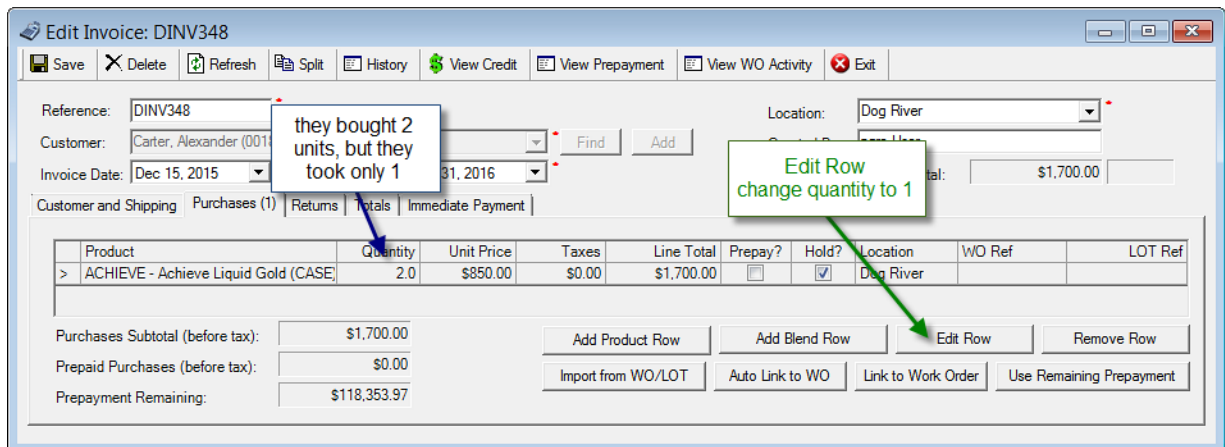 Edit Invoice: DINV348
Save Delete Refresh Split History View Credit View Prepayment View WO Activity Exit
Reference: DINV348 * Location: Dog River *
they bought 2
units, but they
took only 1
Customer: Carter, Alexander (001 * Find Add
Edit Row
change quantity to 1
Invoice Date: Dec 15, 2015 31, 2016 * $1,700.00
Customer and Shipping Purchases (1) Returns Totals Immediate Payment
Product Quantity Unit Price Taxes Line Total Prepay? Hold? Location WO Ref LOT Ref
> ACHIEVE - Achieve Liquid Gold (CASE) 2.0 $850.00 $0.00 $1,700.00 Dog River
Purchases Subtotal (before tax): $1,700.00 Add Product Row Add Blend Row Edit Row Remove Row
Prepaid Purchases (before tax): $0.00 Import from WO/LOT Auto Link to WO Link to Work Order Use Remaining Prepayment
Prepayment Remaining: $118,353.97